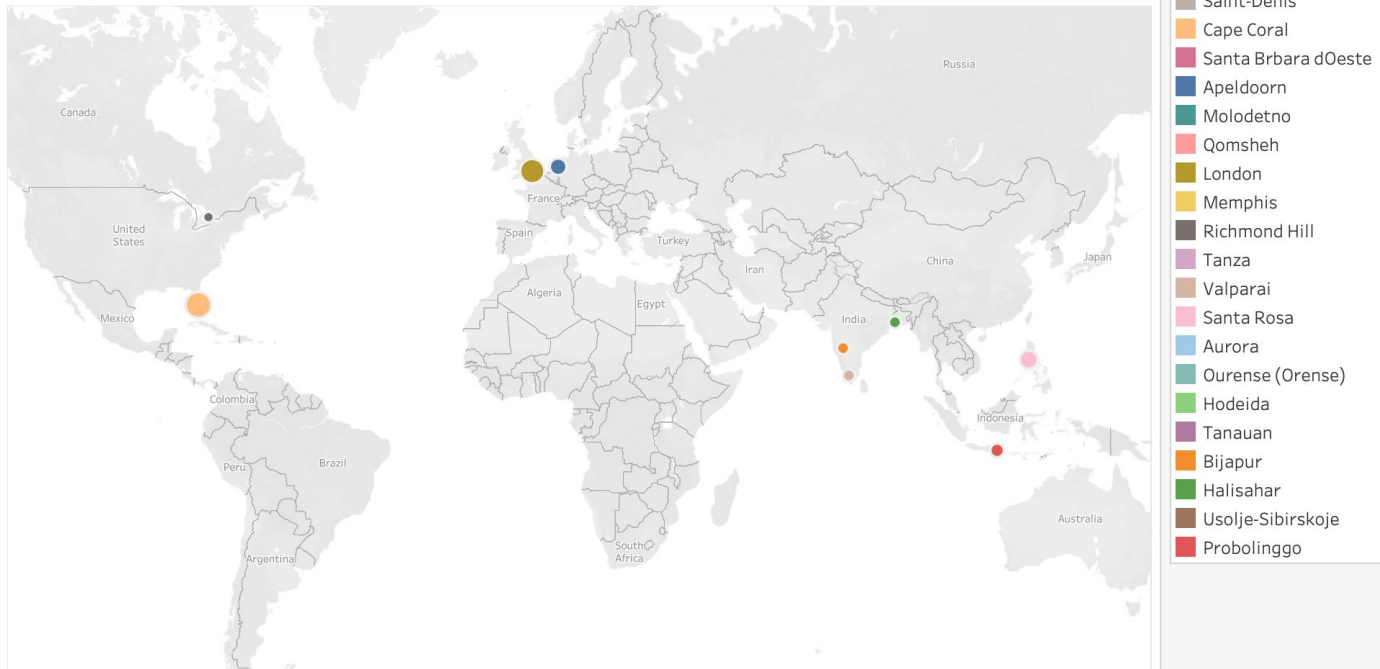 Canada
Russia
France
United
States
Spain
Turkey
Japan
Iran
China
Algeria
Egypt
Mexico
India
Colombia
Indonesia
Peru
Brazil
Australia
South
Africa
Argentina
Saint-Denis
Cape Coral
Santa Brbara dOeste
Apeldoorn
Molodetno
Qomsheh
London
Memphis
Richmond Hill
Tanza
Valparai
Santa Rosa
Aurora
Ourense (Orense)
Hodeida
Tanauan
Bijapur
Halisahar
Usolje-Sibirskoje
Probolinggo